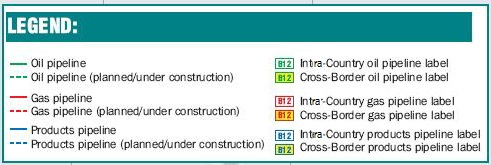 LEGEND:
Oil pipeline
Oil pipeline (planned/under construction)
Gas pipeline
Gas pipeline (planned/under construction)
Products pipeline
Products pipeline (planned/under construction)
B12 Intra-Country oil pipeline label
B12 Cross-Border oil pipeline label
B12 Intra-Country gas pipeline label
B12 Cross-Border gas pipeline label
B12 Intra-Country products pipeline label
B12 Cross-Border products pipeline label